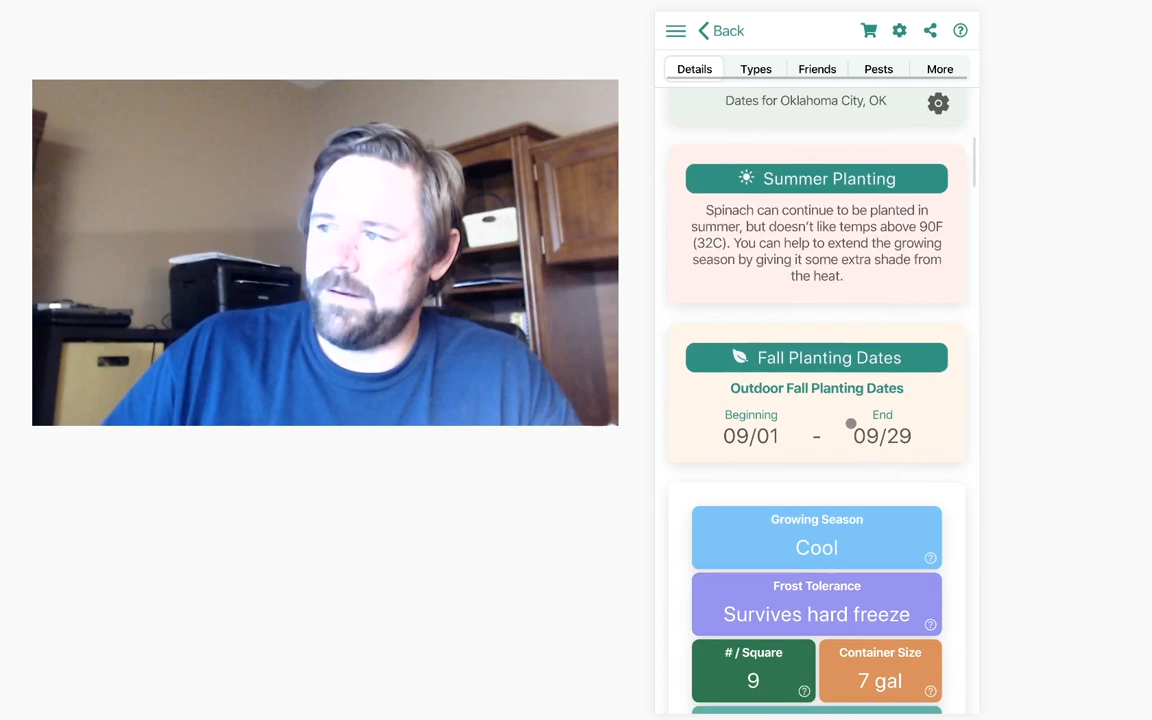 Back
Details
Types
Friends
Pests
More
Dates for Oklahoma City, OK
Summer Planting
Spinach can continue to be planted in
summer, but doesn't like temps above 90F
(32C). You can help to extend the growing
season by giving it some extra shade from
the heat.
Fall Planting Dates
Outdoor Fall Planting Dates
Beginning
End
09/01 - 09/29
Growing Season
Cool
Frost Tolerance
Survives hard freeze
# / Square
Container Size
9
7 gal